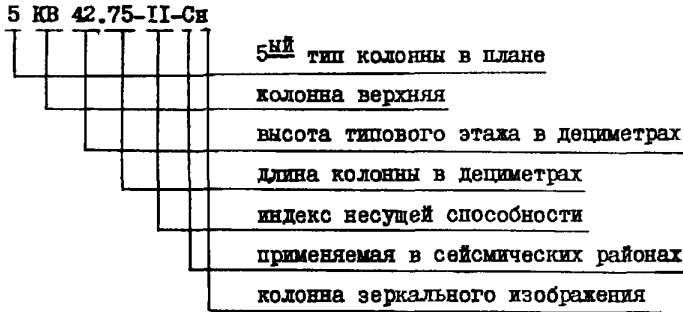 5 КВ 42.75-II-Сн
5ый тип колонны в плане
колонна верхняя
высота типового этажа в дециметрах
длина колонны в дециметрах
индекс несущей способности
применяемая в сейсмических районах
колонна зеркального изображения